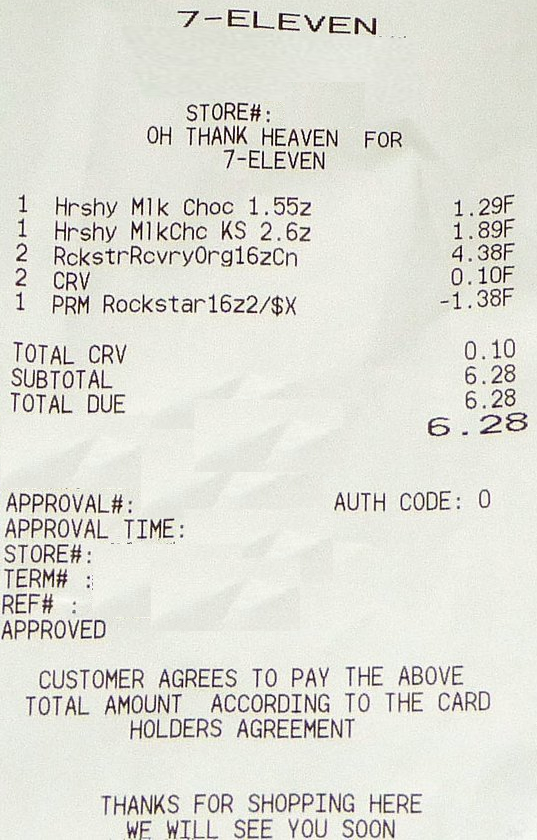 7-ELEVEN
STORE#:
OH THANK HEAVEN FOR
7-ELEVEN
1 Hrshy Mlk Choc 1.55z 1.29F
1 Hrshy MlkChc KS 2.6z 1.89F
2 RckstrRcvryOrg16zCn 4.38F
2 CRV 0.10F
1 PRM Rockstar16z2/$X -1.38F
TOTAL CRV 0.10
SUBTOTAL 6.28
TOTAL DUE 6.28
6.28
APPROVAL#: AUTH CODE: 0
APPROVAL TIME:
STORE#:
TERM# :
REF# :
APPROVED
CUSTOMER AGREES TO PAY THE ABOVE
TOTAL AMOUNT ACCORDING TO THE CARD
HOLDERS AGREEMENT
THANKS FOR SHOPPING HERE
WE WILL SEE YOU SOON